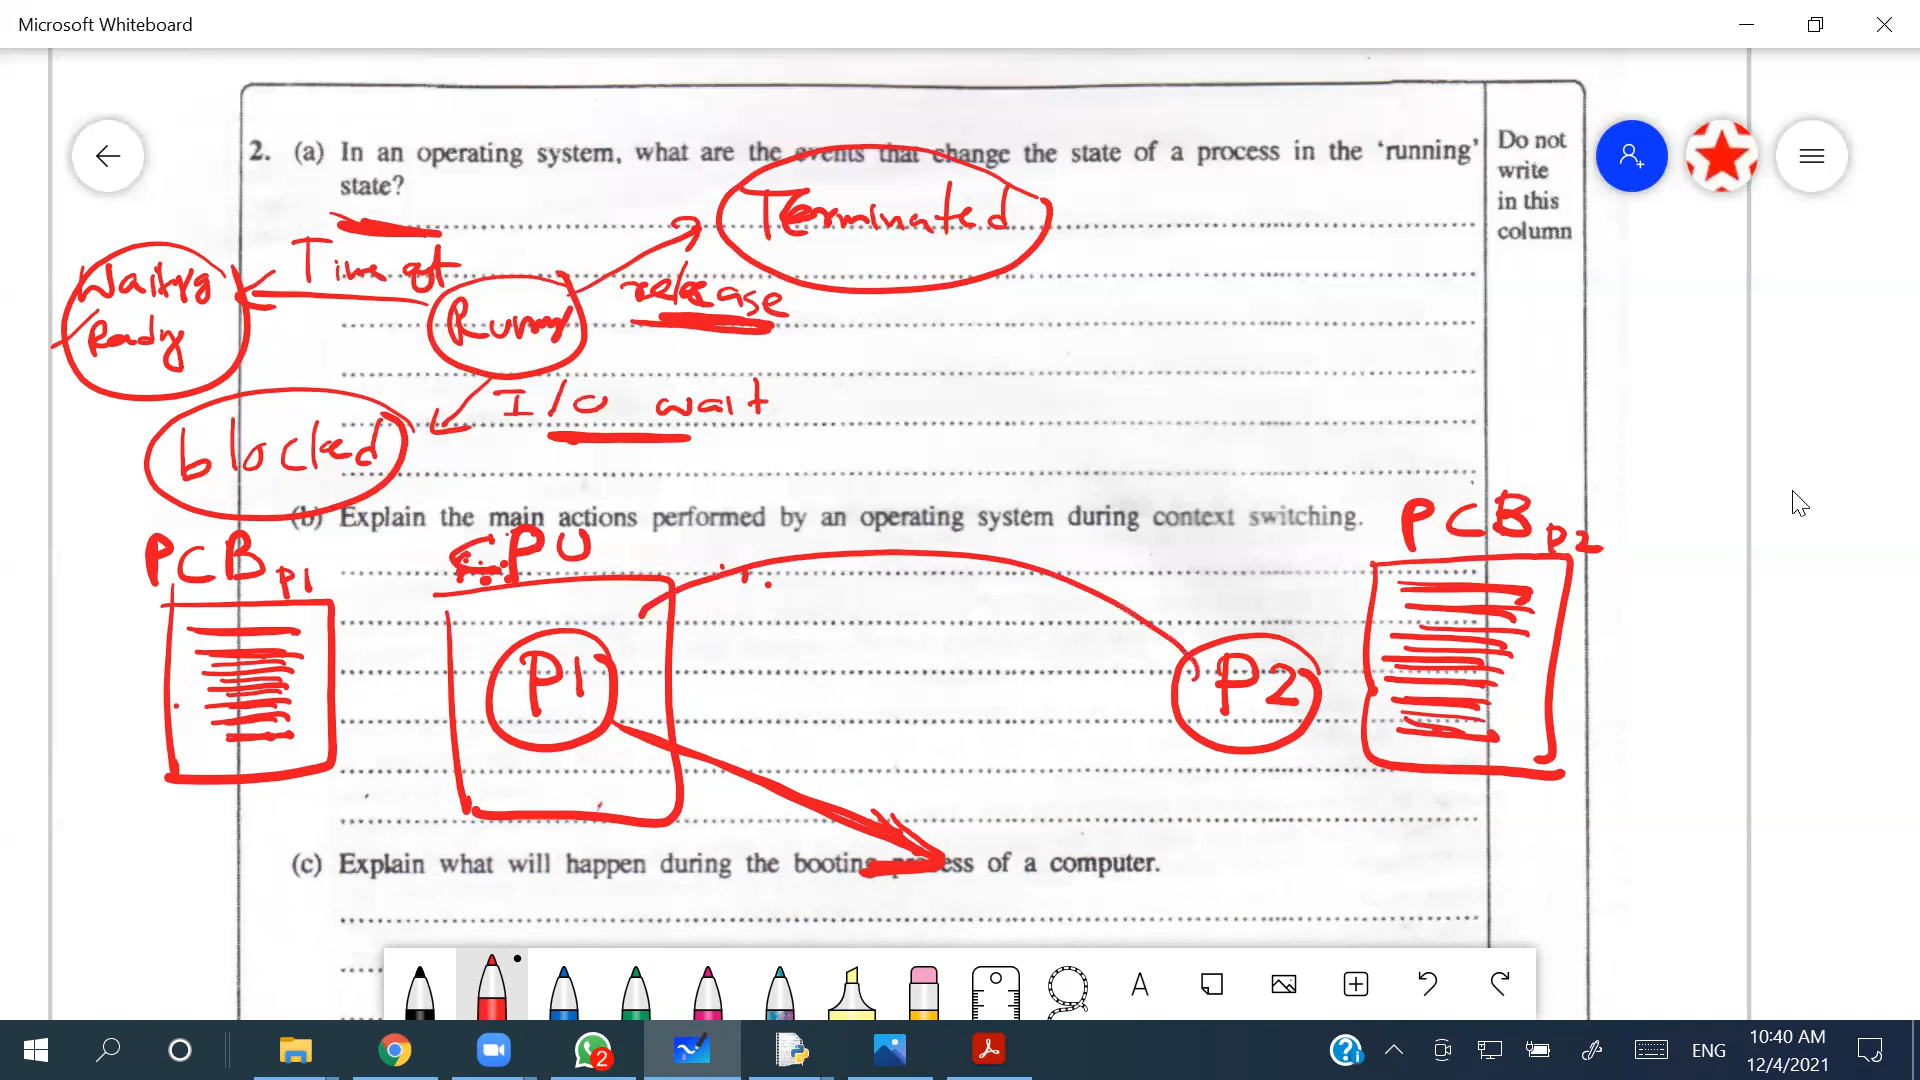 Microsoft Whiteboard
2. (a) In an operating system, what are the events that change the state of a process in the ‘running’
state?
Do not
write
in this
column
Terminated
Time out
Waiting
Ready
Runny
release
I/O wait
blocked
(b) Explain the main actions performed by an operating system during context switching.
PCB P1
CPU
PCB P2
P1
P2
(c) Explain what will happen during the booting process of a computer.
A
2
ENG
10:40 AM
12/4/2021